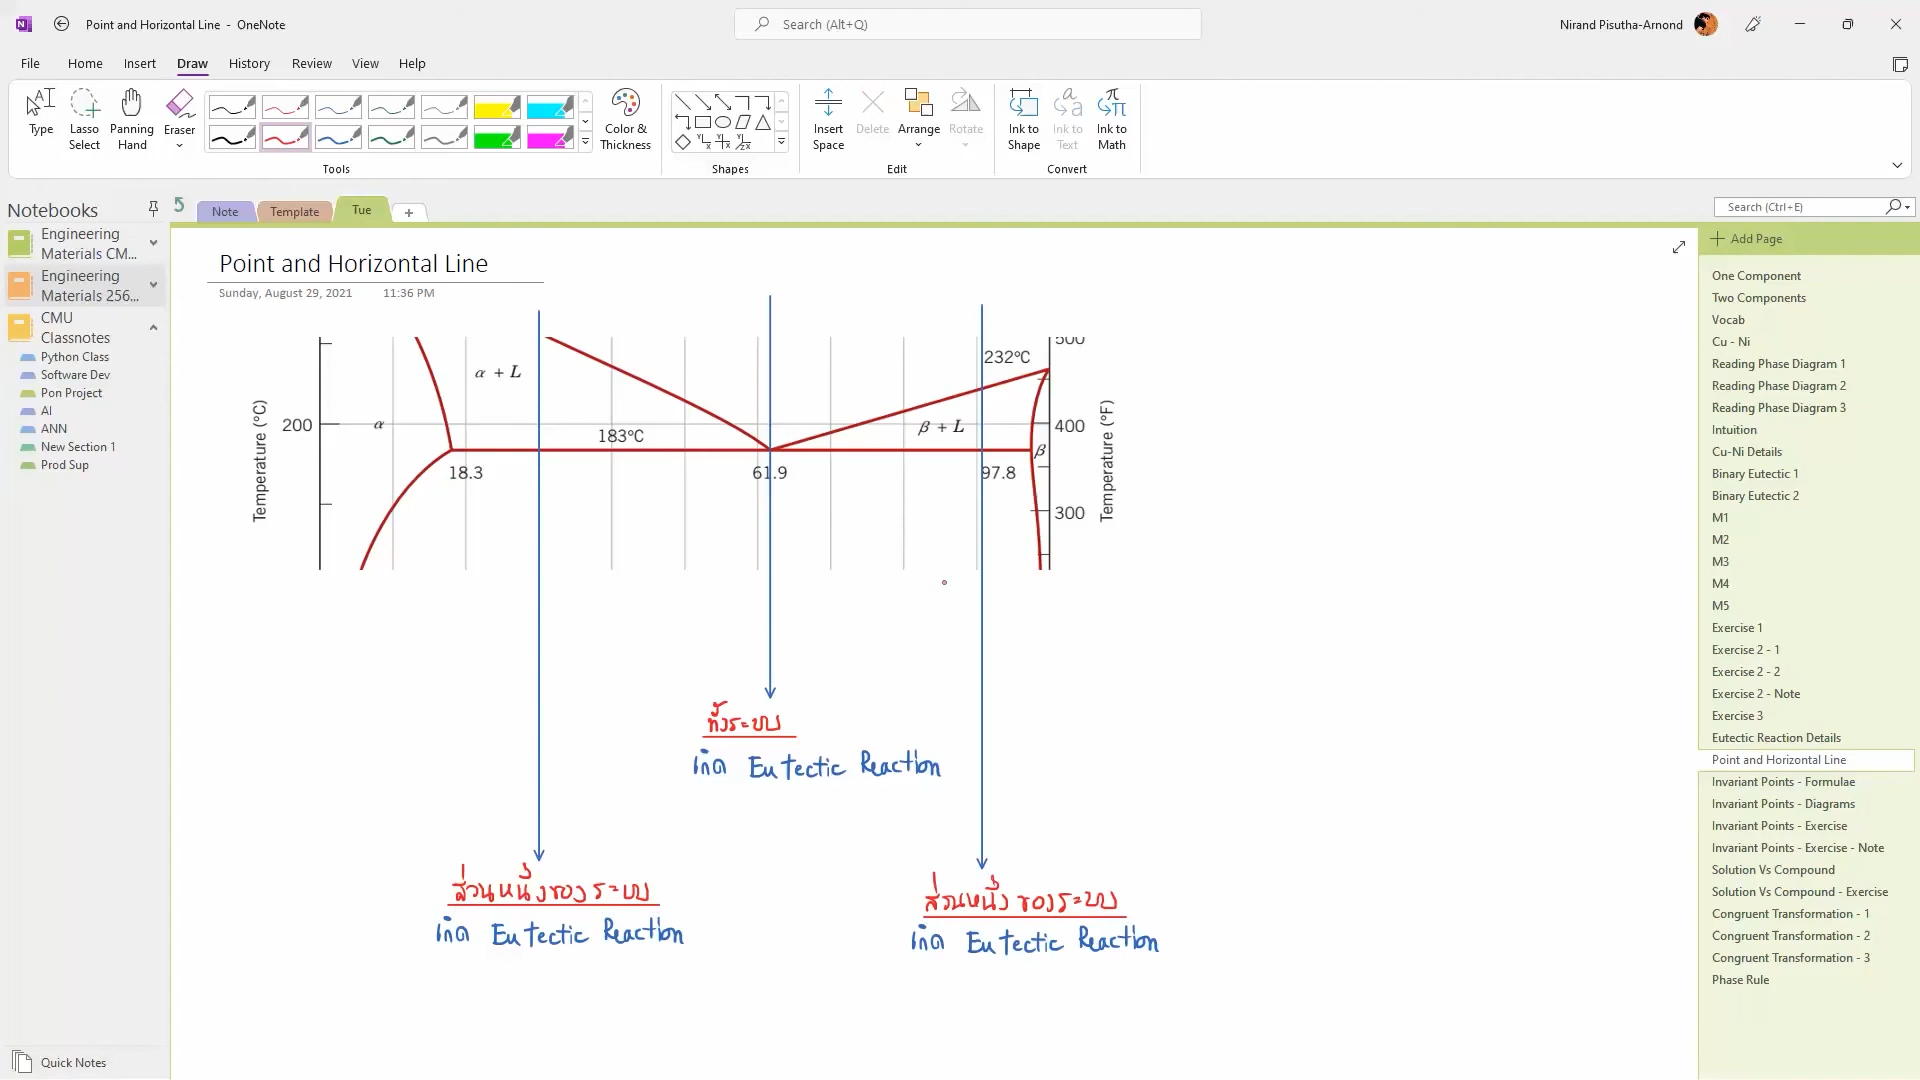 Point and Horizontal Line - OneNote
Search (Alt+Q)
Nirand Pisutha-Arnond
File Home Insert Draw History Review View Help
Type
Lasso Select
Panning Hand
Eraser
Color & Thickness
Insert Space
Delete
Arrange
Rotate
Ink to Shape
Ink to Text
Ink to Math
Tools
Shapes
Edit
Convert
Notebooks
Note
Template
Tue
Search (Ctrl+E)
Engineering
Materials CM...
Engineering
Materials 256...
CMU
Classnotes
Python Class
Software Dev
Pon Project
AI
ANN
New Section 1
Prod Sup
Quick Notes
Point and Horizontal Line
Sunday, August 29, 2021 11:36 PM
500
232°C
α + L
Temperature (°C)
200
α
183°C
β + L
400
Temperature (°F)
β
18.3
61.9
97.8
300
ทั้งระบบ
เกิด Eutectic Reaction
ส่วนหนึ่งของระบบ
เกิด Eutectic Reaction
ส่วนหนึ่งของระบบ
เกิด Eutectic Reaction
Add Page
One Component
Two Components
Vocab
Cu - Ni
Reading Phase Diagram 1
Reading Phase Diagram 2
Reading Phase Diagram 3
Intuition
Cu-Ni Details
Binary Eutectic 1
Binary Eutectic 2
M1
M2
M3
M4
M5
Exercise 1
Exercise 2 - 1
Exercise 2 - 2
Exercise 2 - Note
Exercise 3
Eutectic Reaction Details
Point and Horizontal Line
Invariant Points - Formulae
Invariant Points - Diagrams
Invariant Points - Exercise
Invariant Points - Exercise - Note
Solution Vs Compound
Solution Vs Compound - Exercise
Congruent Transformation - 1
Congruent Transformation - 2
Congruent Transformation - 3
Phase Rule